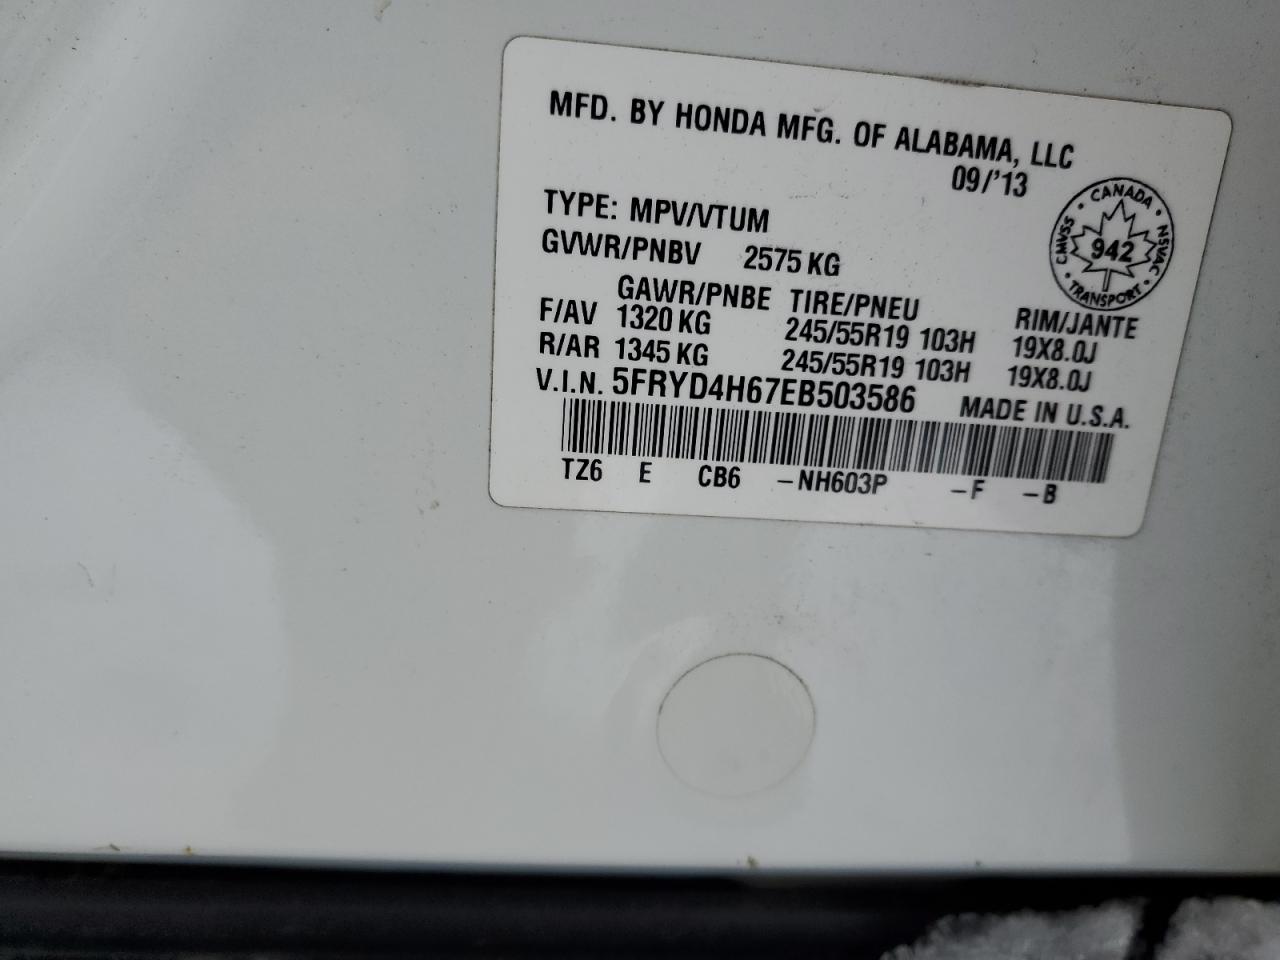 MFD. BY HONDA MFG. OF ALABAMA, LLC
09/'13
TYPE: MPV/VTUM
GVWR/PNBV 2575 KG
GAWR/PNBE TIRE/PNEU RIM/JANTE
F/AV 1320 KG 245/55R19 103H 19X8.0J
R/AR 1345 KG 245/55R19 103H 19X8.0J
V.I.N. 5FRYD4H67EB503586 MADE IN U.S.A.
TZ6 E CB6 -NH603P -F -B
CANADA
CMVSS 942 NSVAC
TRANSPORT